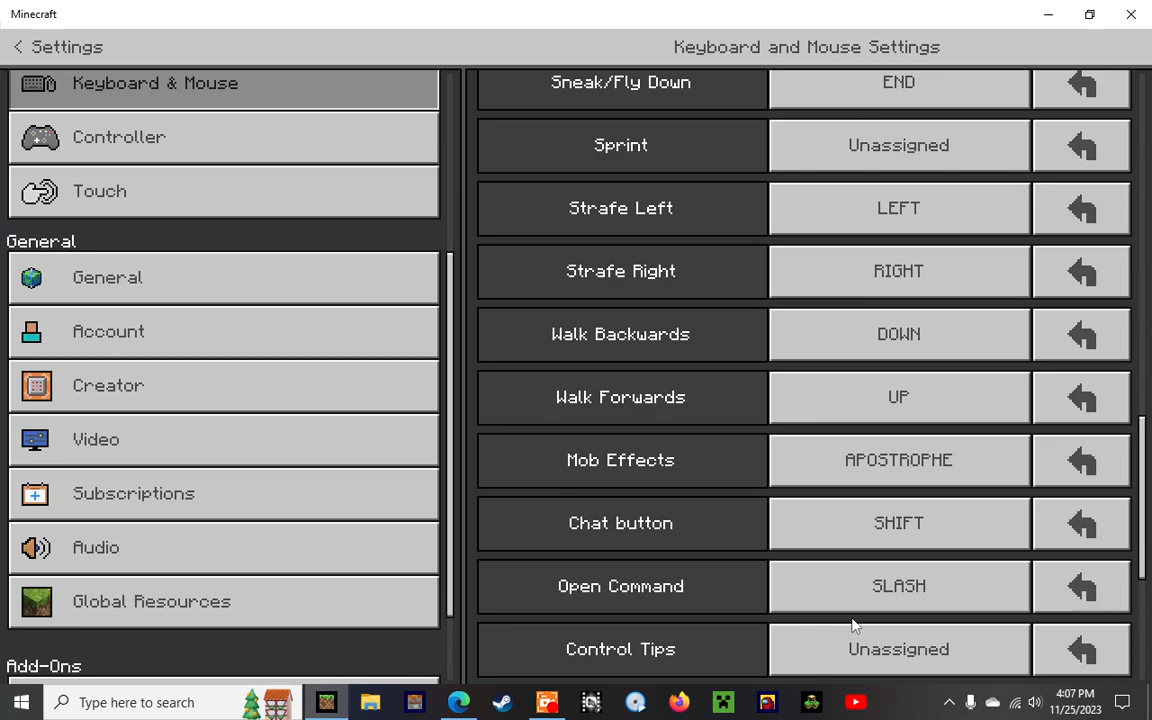 Minecraft
Settings
Keyboard and Mouse Settings
Keyboard & Mouse
Controller
Touch
General
General
Account
Creator
Video
Subscriptions
Audio
Global Resources
Add-Ons
Sneak/Fly Down END
Sprint Unassigned
Strafe Left LEFT
Strafe Right RIGHT
Walk Backwards DOWN
Walk Forwards UP
Mob Effects APOSTROPHE
Chat button SHIFT
Open Command SLASH
Control Tips Unassigned
Type here to search
4:07 PM
11/25/2023